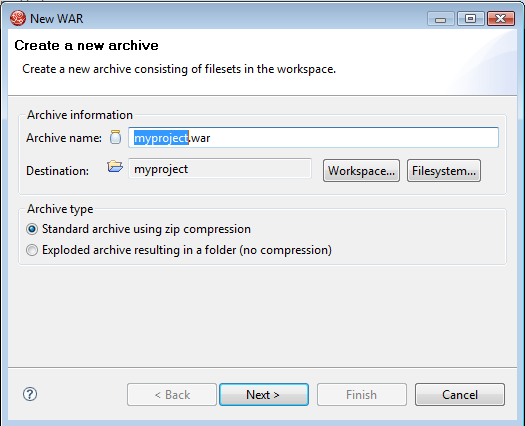 New WAR
Create a new archive
Create a new archive consisting of filesets in the workspace.
Archive information
Archive name: myproject.war
Destination: myproject Workspace... Filesystem...
Archive type
Standard archive using zip compression
Exploded archive resulting in a folder (no compression)
? < Back Next > Finish Cancel